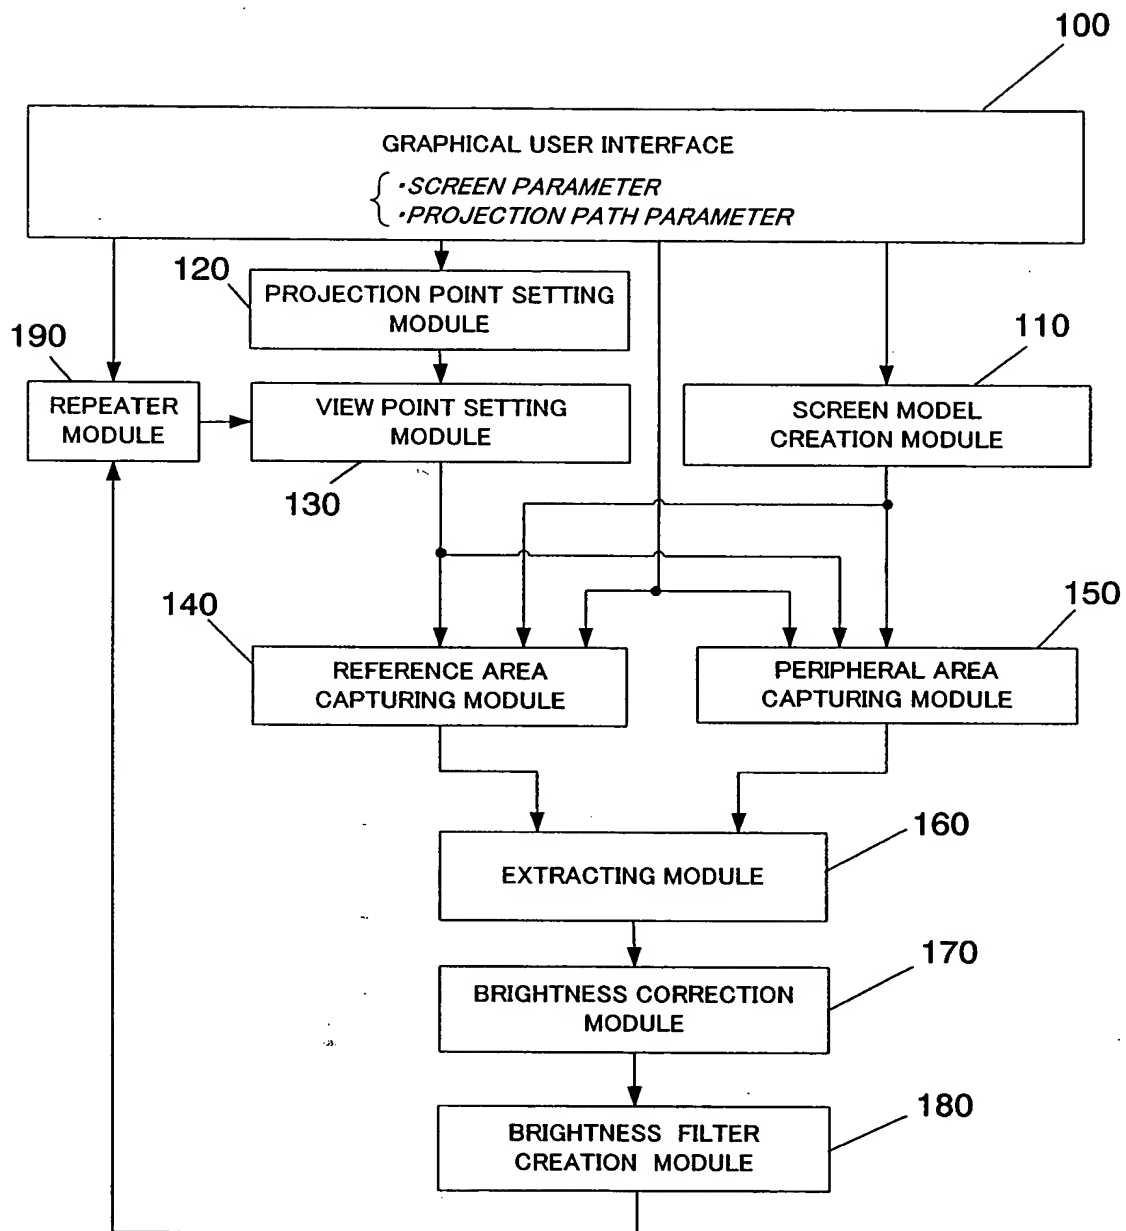 100
GRAPHICAL USER INTERFACE
・SCREEN PARAMETER
・PROJECTION PATH PARAMETER
120
PROJECTION POINT SETTING
MODULE
190
110
REPEATER
MODULE
VIEW POINT SETTING
MODULE
SCREEN MODEL
CREATION MODULE
130
140
150
REFERENCE AREA
CAPTURING MODULE
PERIPHERAL AREA
CAPTURING MODULE
160
EXTRACTING MODULE
170
BRIGHTNESS CORRECTION
MODULE
180
BRIGHTNESS FILTER
CREATION MODULE